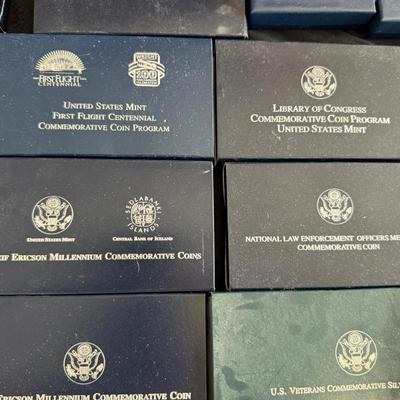 FIRST FLIGHT
CENTENNIAL
WRIGHT
100
UNITED STATES MINT
FIRST FLIGHT CENTENNIAL
COMMEMORATIVE COIN PROGRAM
LIBRARY OF CONGRESS
COMMEMORATIVE COIN PROGRAM
UNITED STATES MINT
SEÐLABANKI
ÍSLANDS
UNITED STATES MINT
CENTRAL BANK OF ICELAND
EIF ERICSON MILLENNIUM COMMEMORATIVE COINS
NATIONAL LAW ENFORCEMENT OFFICERS ME
COMMEMORATIVE COIN
ERICSON MILLENNIUM COMMEMORATIVE COIN
U.S. VETERANS COMMEMORATIVE SILV